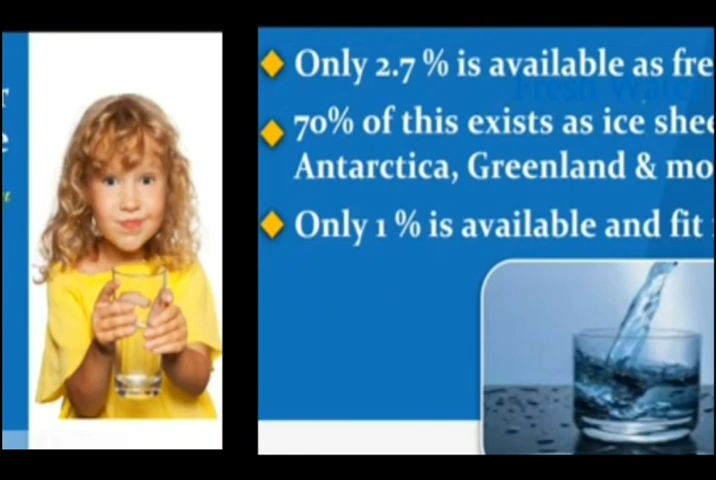 Only 2.7 % is available as fre
70% of this exists as ice shee
Antarctica, Greenland & mo
Only 1 % is available and fit